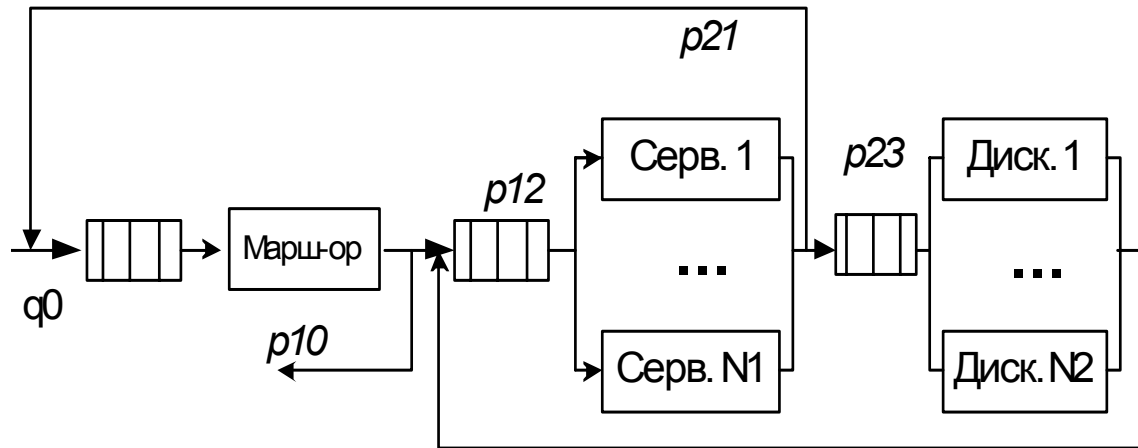 p21
Серв. 1
p23
Диск. 1
p12
Марш-ор
...
...
q0
p10
Серв. N1
Диск. N2